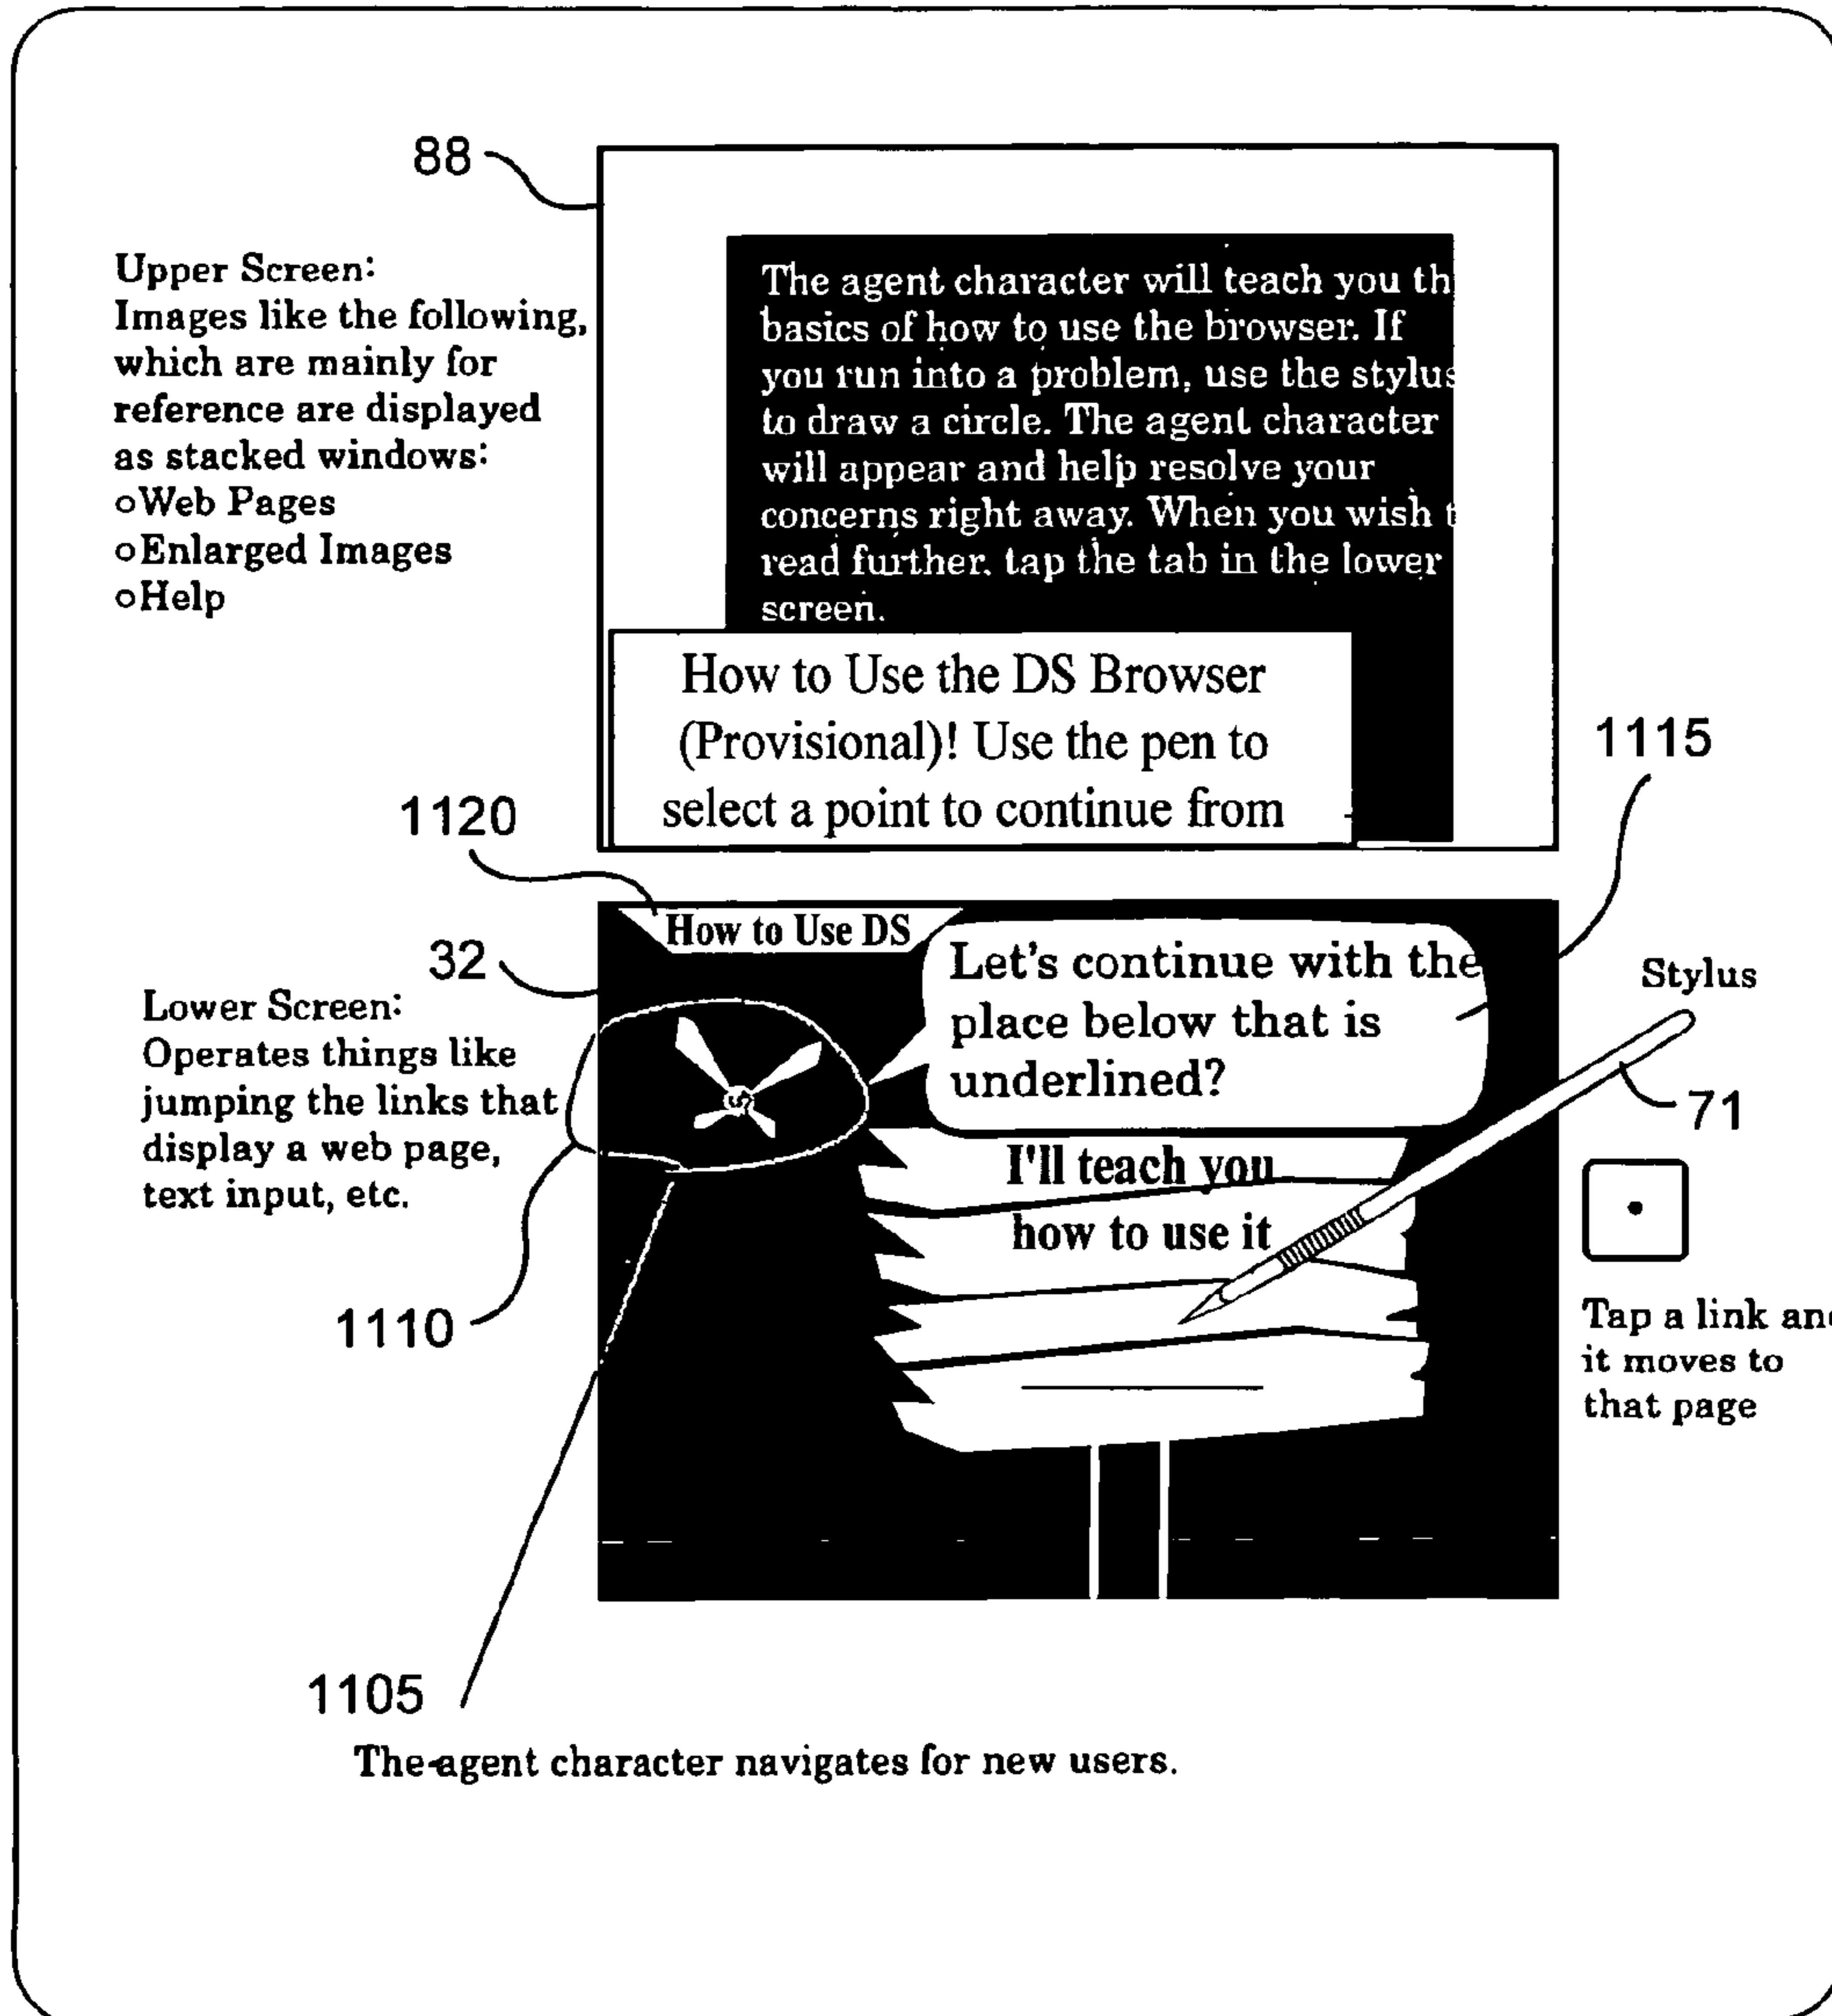 88
Upper Screen:
Images like the following,
which are mainly for
reference are displayed
as stacked windows:
oWeb Pages
oEnlarged Images
oHelp
The agent character will teach you th
basics of how to use the browser. If
you run into a problem, use the stylus
to draw a circle. The agent character
will appear and help resolve your
concerns right away. When you wish t
read further, tap the tab in the lower
screen.
How to Use the DS Browser
(Provisional)! Use the pen to
select a point to continue from
1115
1120
How to Use DS
32
Let's continue with the
place below that is
underlined?
Stylus
71
Lower Screen:
Operates things like
jumping the links that
display a web page,
text input, etc.
I'll teach you
how to use it
1110
Tap a link an
it moves to
that page
1105
The agent character navigates for new users.